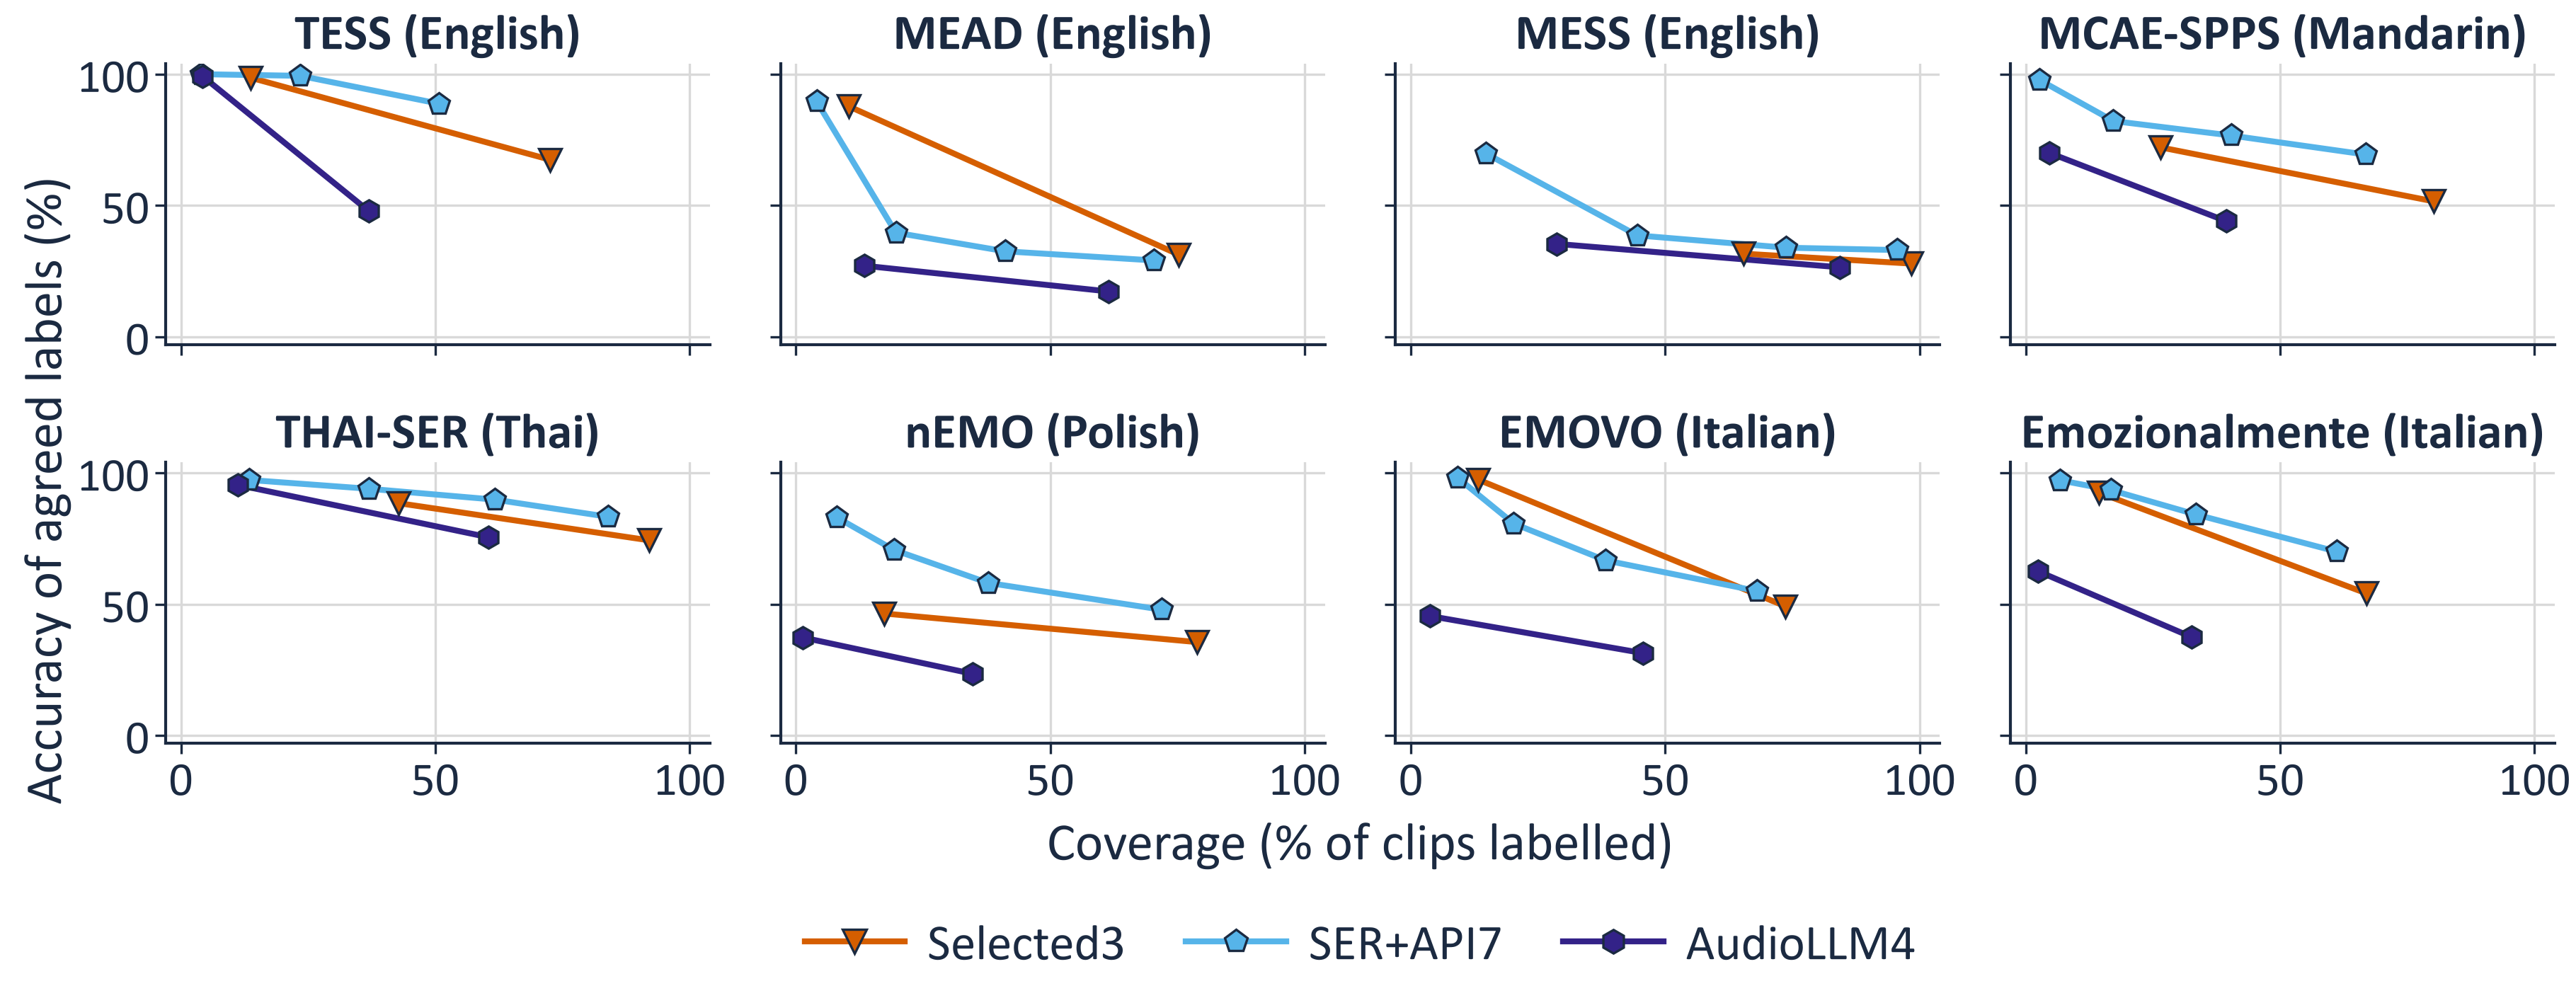 TESS (English)
MEAD (English)
MESS (English)
MCAE-SPPS (Mandarin)
100
50
0
THAI-SER (Thai)
nEMO (Polish)
EMOVO (Italian)
Emozionalmente (Italian)
100
50
0
Accuracy of agreed labels (%)
0 50 100
0 50 100
0 50 100
0 50 100
Coverage (% of clips labelled)
Selected3
SER+API7
AudioLLM4